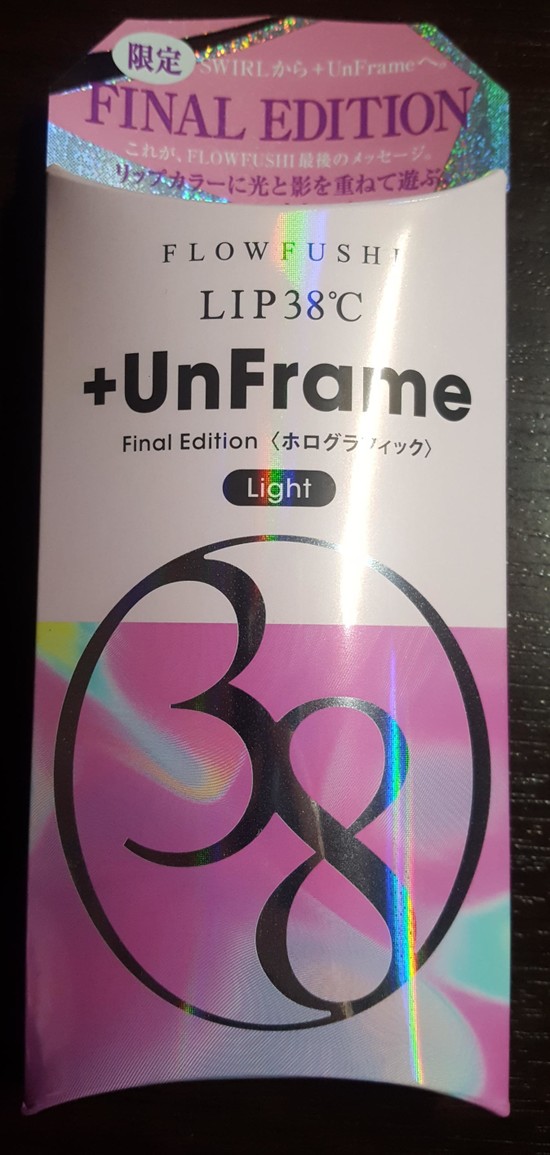 限定
SWIRLから+UnFrameへ。
FINAL EDITION
これが、FLOWFUSHI最後のメッセージ。
リップカラーに光と影を重ねて遊ぶ
FLOWFUSHI
LIP38℃
+UnFrame
Final Edition〈ホログラフィック〉
Light
38